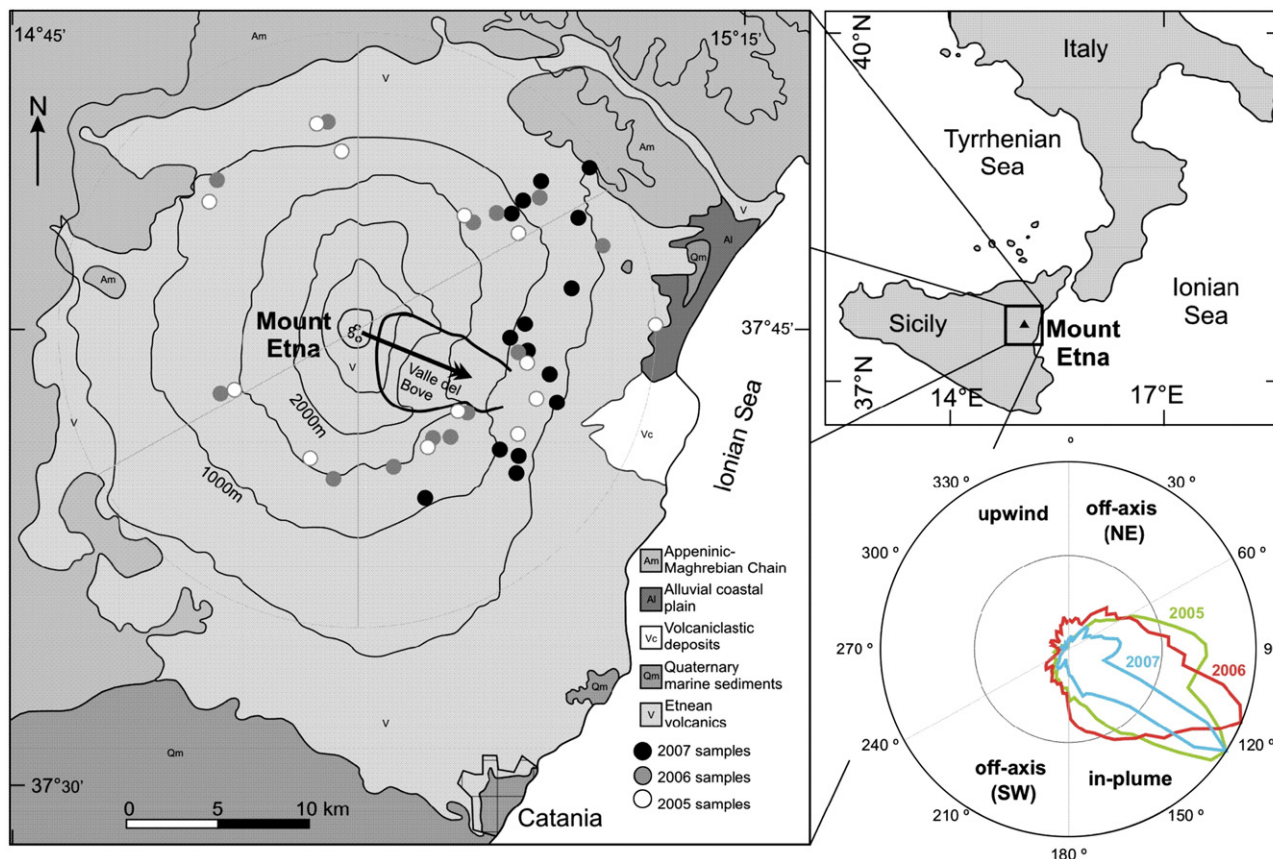 14°45'
15°15'
N
Am
V
Am
V
Al
Qm
Am
37°45'
Mount
Etna
V
Valle del
Bove
2000m
1000m
V
Vc
Ionian Sea
Am
Appeninic-
Maghrebian Chain
Al
Alluvial coastal
plain
Vc
Volcaniclastic
deposits
Qm
Quaternary
marine sediments
V
Etnean
volcanics
2007 samples
2006 samples
2005 samples
Qm
V
Qm
37°30'
0
5
10 km
Catania
40°N
Italy
Tyrrhenian
Sea
Ionian
Sea
Sicily
Mount
Etna
37°N
14°E
17°E
330 º
30 º
upwind
off-axis
(NE)
300 º
60 º
2005
270 º
2007
2006
240 º
120 º
off-axis
(SW)
in-plume
210 º
150 º
180 º